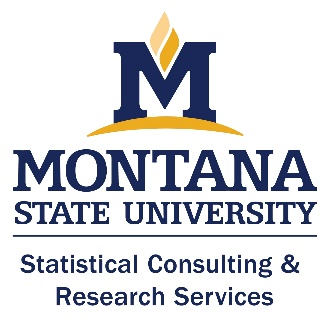 M
MONTANA
STATE UNIVERSITY
Statistical Consulting &
Research Services